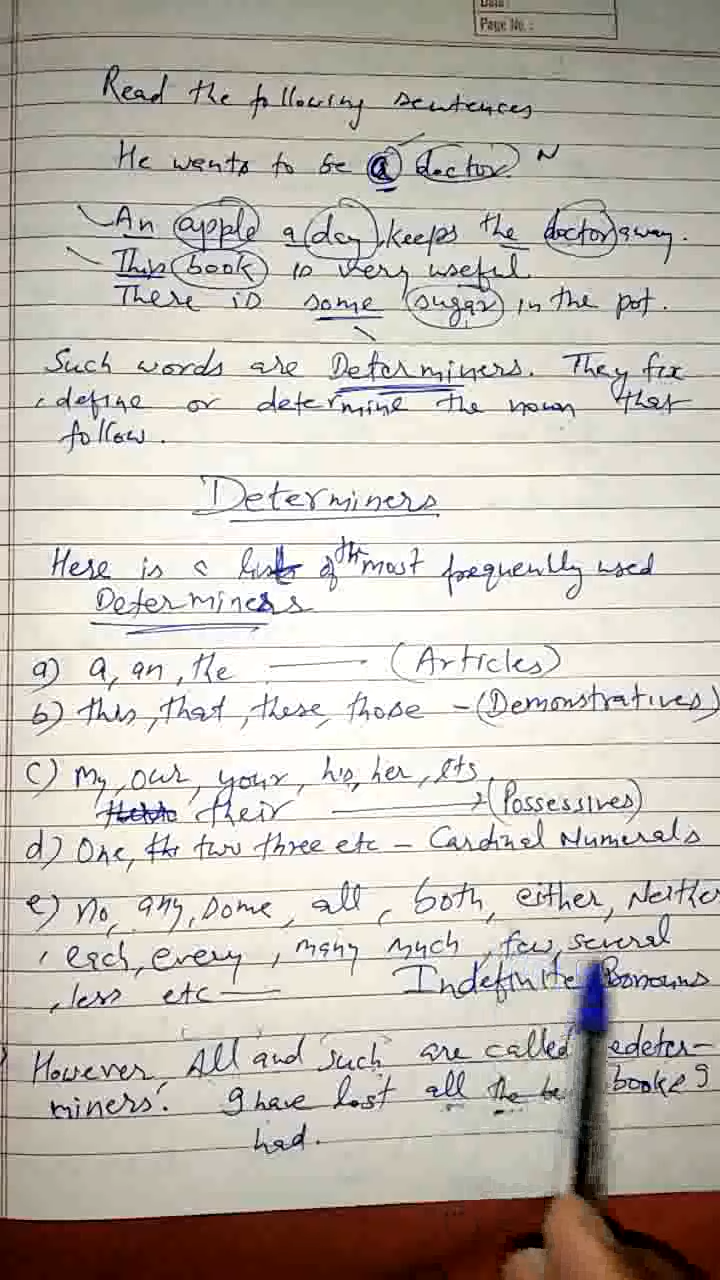 Date :
Page No. :
Read the following sentences
He wants to be a doctor. N
An apple a day, keeps the doctor away.
This book is very useful.
There is some sugar in the pot.
Such words are Determiners. They fix
define or determine the noun that
follow.
Determiners
Here is a list of the most frequently used
Determiners
a) a, an, the —— (Articles)
b) this, that, these, those - (Demonstratives)
c) My, our, your, his, her, its
their —— (Possessives)
d) One, two three etc - Cardinal Numerals
e) No, any, some, all, both, either, Neither
, each, every, many much, few, several
, less etc —— Indefinite
However, 'All and such' are called
miners'. I have lost all the books I
had.